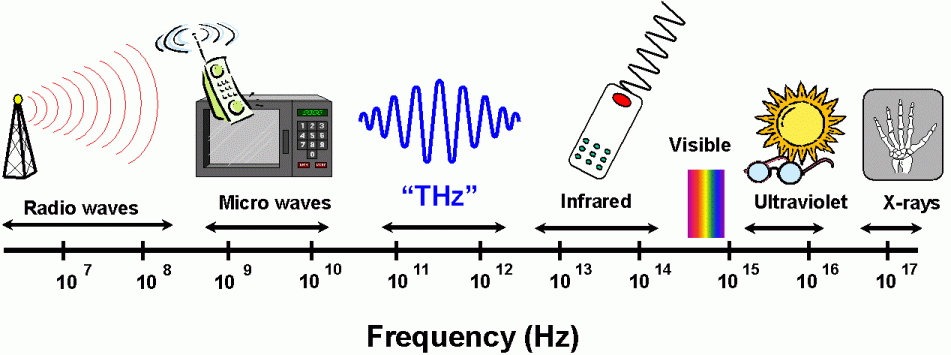 Radio waves
Micro waves
“THz”
Infrared
Visible
Ultraviolet
X-rays
10^7 10^8 10^9 10^10 10^11 10^12 10^13 10^14 10^15 10^16 10^17
Frequency (Hz)